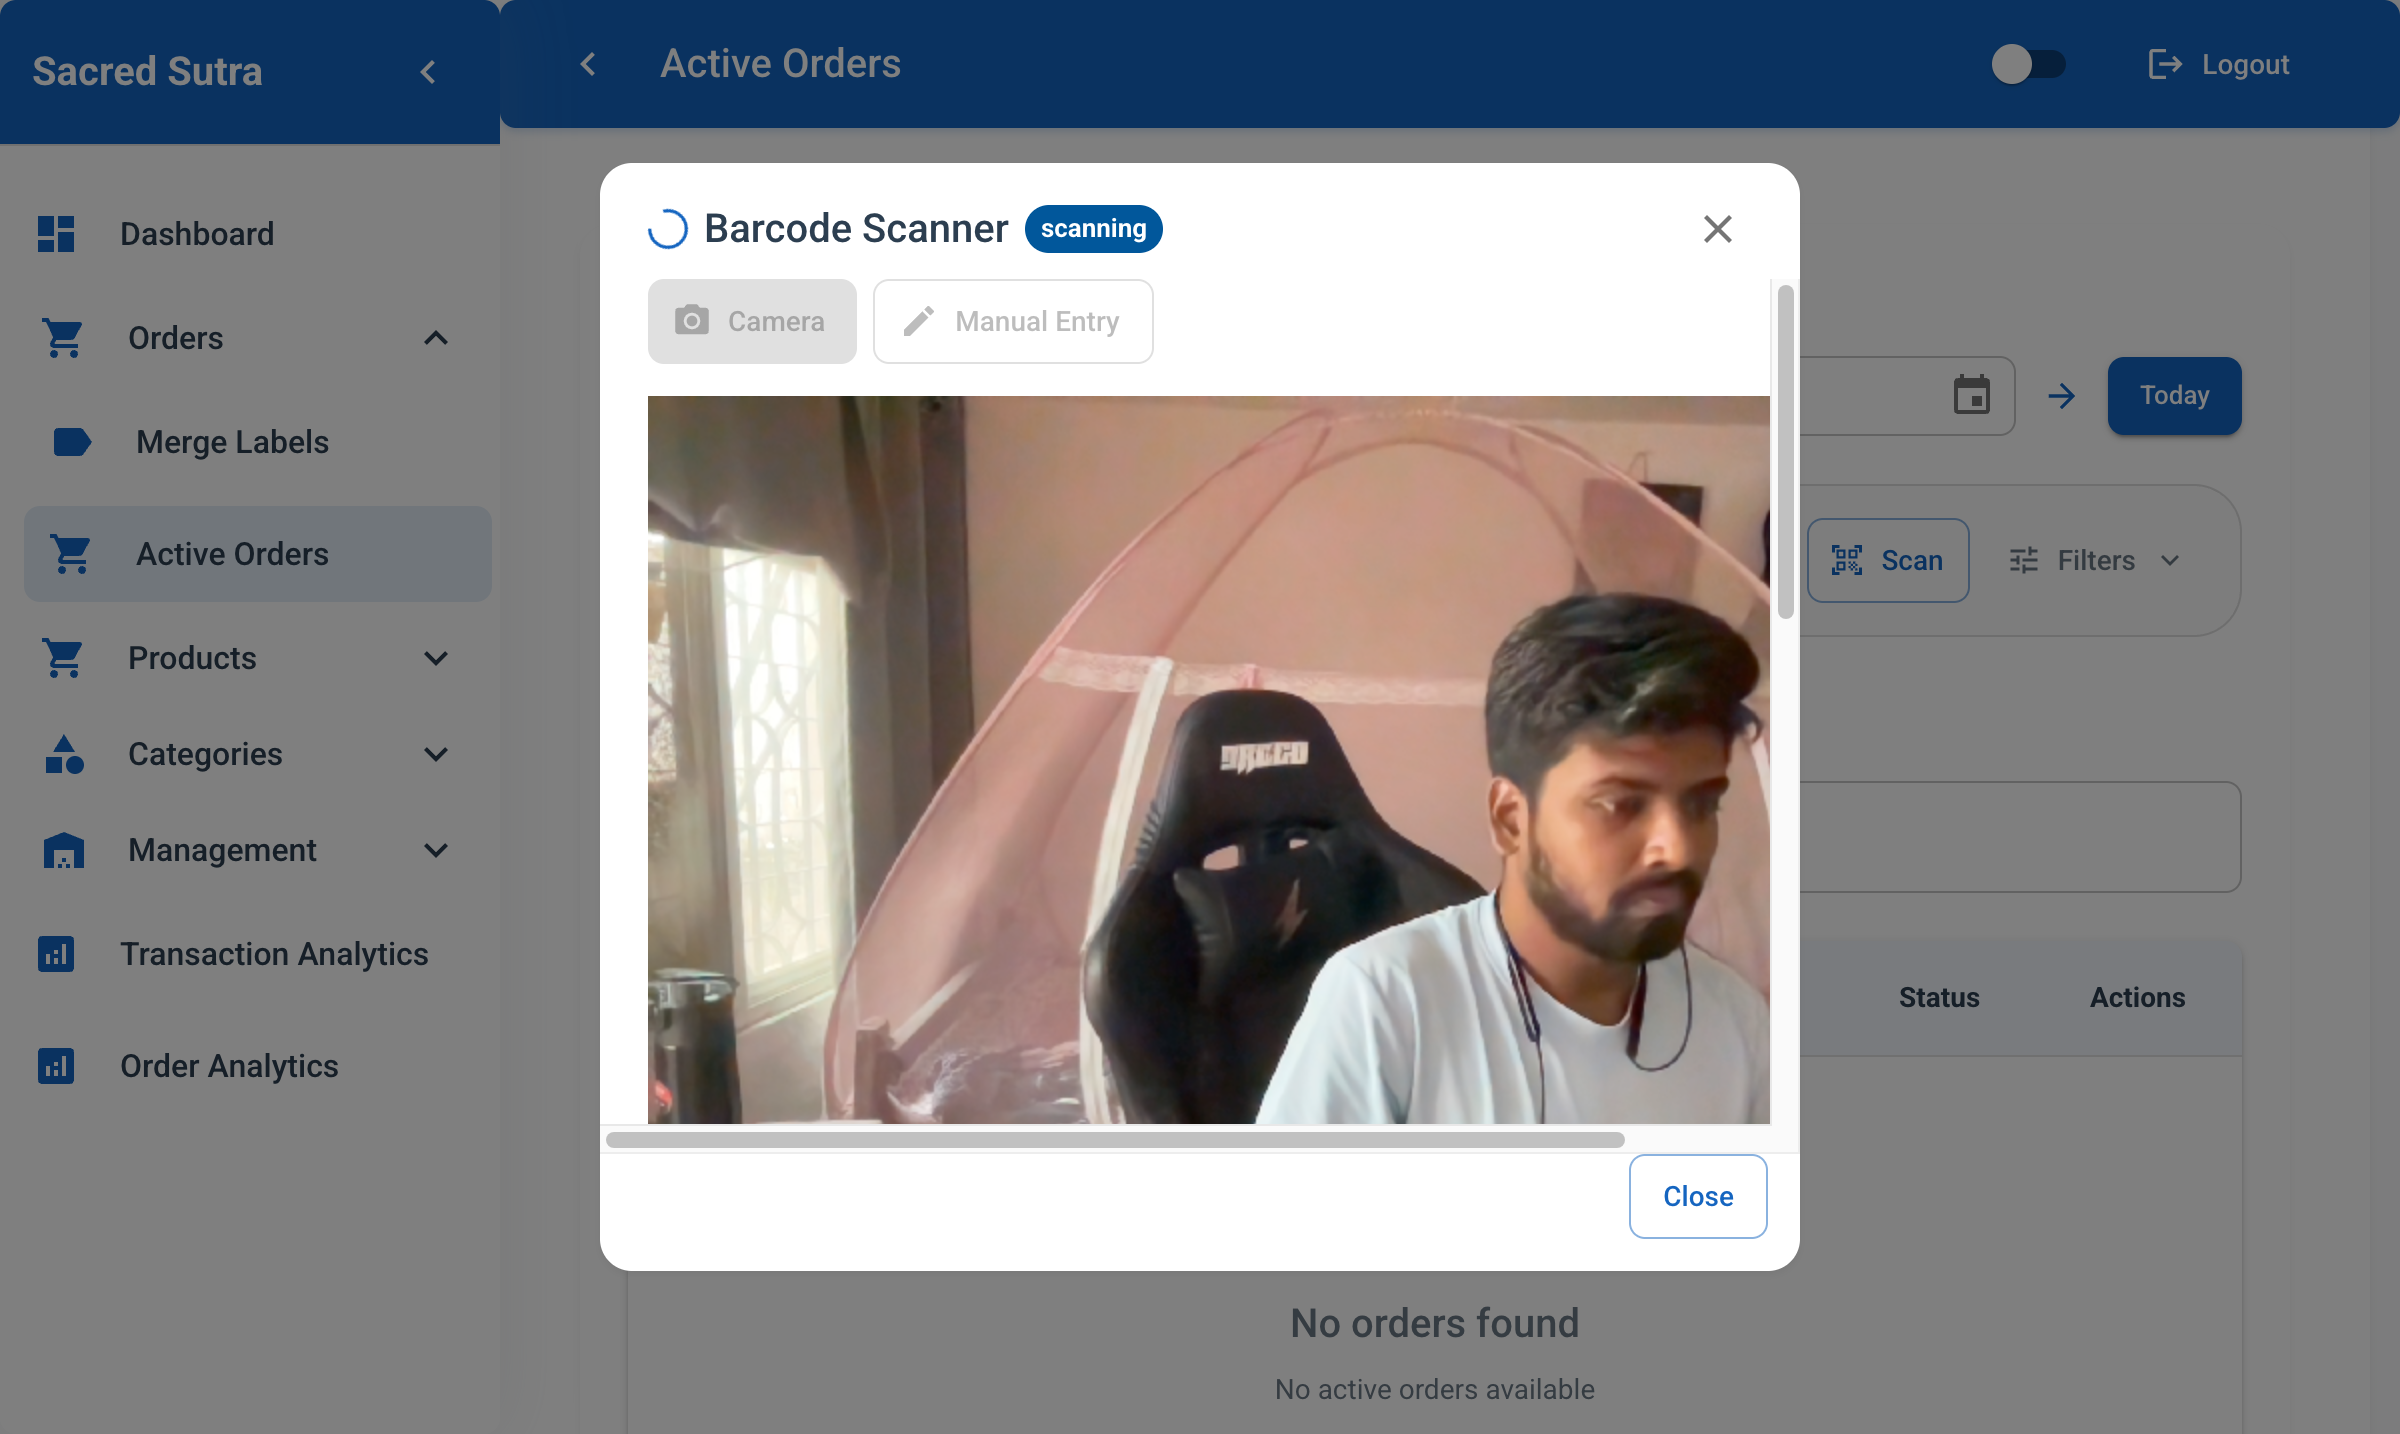 Sacred Sutra
Active Orders
Logout
Dashboard
Orders
Merge Labels
Active Orders
Products
Categories
Management
Transaction Analytics
Order Analytics
Barcode Scanner
scanning
Camera
Manual Entry
Today
Scan
Filters
Status
Actions
Close
No orders found
No active orders available